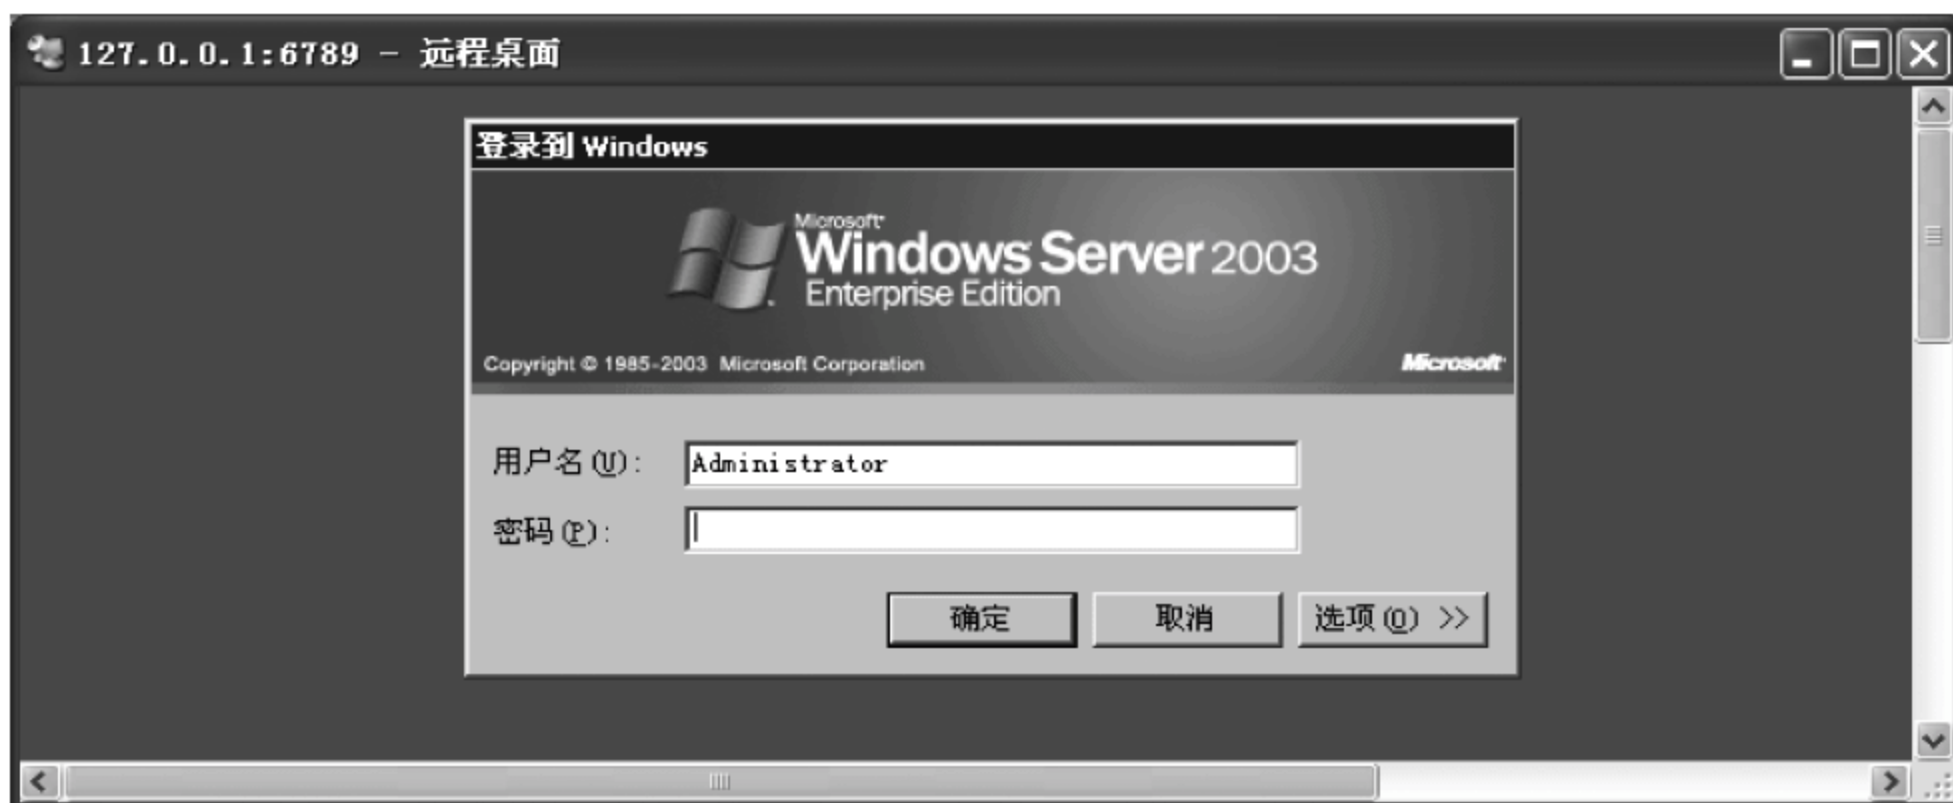 127.0.0.1:6789 - 远程桌面
登录到 Windows
Microsoft
Windows Server 2003
Enterprise Edition
Copyright © 1985-2003 Microsoft Corporation Microsoft
用户名(U): Administrator
密码(P):
确定 取消 选项(O) >>